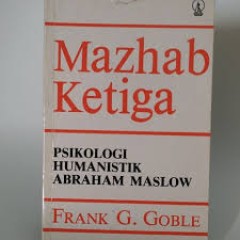 Mazhab
Ketiga
PSIKOLOGI
HUMANISTIK
ABRAHAM MASLOW
FRANK G. GOBLE